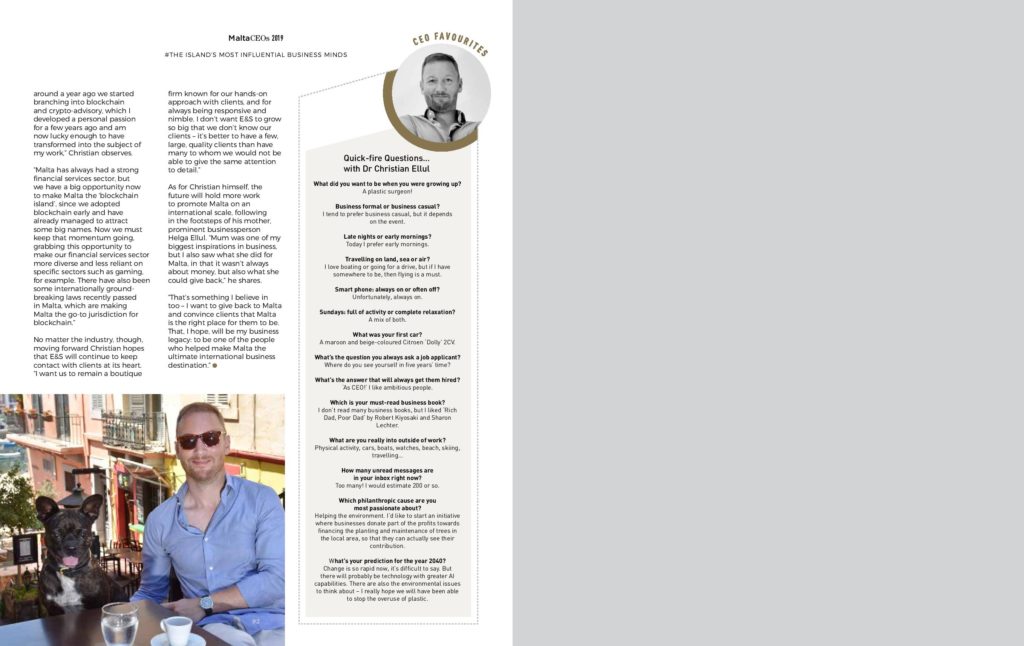 MaltaCEOs 2019
#THE ISLAND'S MOST INFLUENTIAL BUSINESS MINDS
around a year ago we started
branching into blockchain
and crypto-advisory, which I
developed a personal passion
for a few years ago and am
now lucky enough to have
transformed into the subject of
my work," Christian observes.
"Malta has always had a strong
financial services sector, but
we have a big opportunity now
to make Malta the 'blockchain
island', since we adopted
blockchain early and have
already managed to attract
some big names. Now we must
keep that momentum going,
grabbing this opportunity to
make our financial services sector
more diverse and less reliant on
specific sectors such as gaming,
for example. There have also been
some internationally ground-
breaking laws recently passed
in Malta, which are making
Malta the go-to jurisdiction for
blockchain."
No matter the industry, though,
moving forward Christian hopes
that E&S will continue to keep
contact with clients at its heart.
"I want us to remain a boutique
firm known for our hands-on
approach with clients, and for
always being responsive and
nimble. I don't want E&S to grow
so big that we don't know our
clients – it's better to have a few,
large, quality clients than have
many to whom we would not be
able to give the same attention
to detail."
As for Christian himself, the
future will hold more work
to promote Malta on an
international scale, following
in the footsteps of his mother,
prominent businessperson
Helga Ellul. "Mum was one of my
biggest inspirations in business,
but I also saw what she did for
Malta, in that it wasn't always
about money, but also what she
could give back," he shares.
"That's something I believe in
too – I want to give back to Malta
and convince clients that Malta
is the right place for them to be.
That, I hope, will be my business
legacy: to be one of the people
who helped make Malta the
ultimate international business
destination."
CEO FAVOURITES
Quick-fire Questions...
with Dr Christian Ellul
What did you want to be when you were growing up?
A plastic surgeon!
Business formal or business casual?
I tend to prefer business casual, but it depends
on the event.
Late nights or early mornings?
Today I prefer early mornings.
Travelling on land, sea or air?
I love boating or going for a drive, but if I have
somewhere to be, then flying is a must.
Smart phone: always on or often off?
Unfortunately, always on.
Sundays: full of activity or complete relaxation?
A mix of both.
What was your first car?
A maroon and beige-coloured Citroen 'Dolly' 2CV.
What's the question you always ask a job applicant?
Where do you see yourself in five years' time?
What's the answer that will always get them hired?
'As CEO!' I like ambitious people.
Which is your must-read business book?
I don't read many business books, but I liked 'Rich
Dad, Poor Dad' by Robert Kiyosaki and Sharon
Lechter.
What are you really into outside of work?
Physical activity, cars, boats, watches, beach, skiing,
travelling...
How many unread messages are
in your inbox right now?
Too many! I would estimate 200 or so.
Which philanthropic cause are you
most passionate about?
Helping the environment. I'd like to start an initiative
where businesses donate part of the profits towards
financing the planting and maintenance of trees in
the local area, so that they can actually see their
contribution.
What's your prediction for the year 2040?
Change is so rapid now, it's difficult to say. But
there will probably be technology with greater AI
capabilities. There are also the environmental issues
to think about – I really hope we will have been able
to stop the overuse of plastic.
92